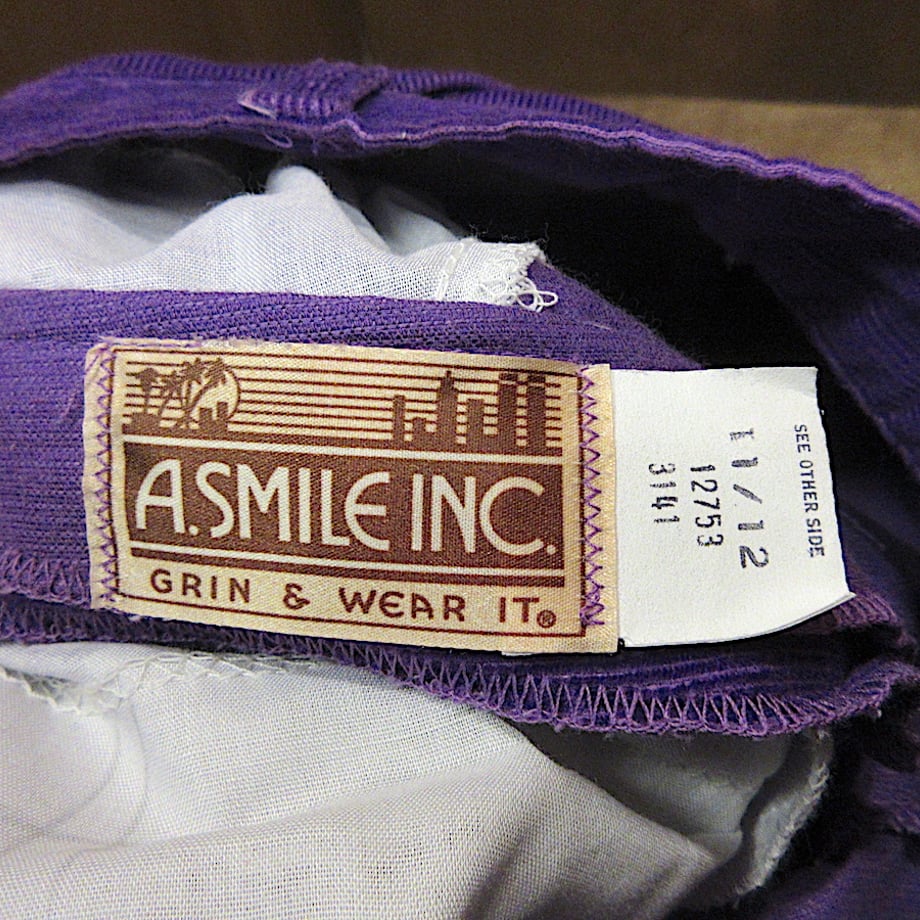 A.SMILE INC.
GRIN & WEAR IT®
SEE OTHER SIDE
11/12
12753
3141